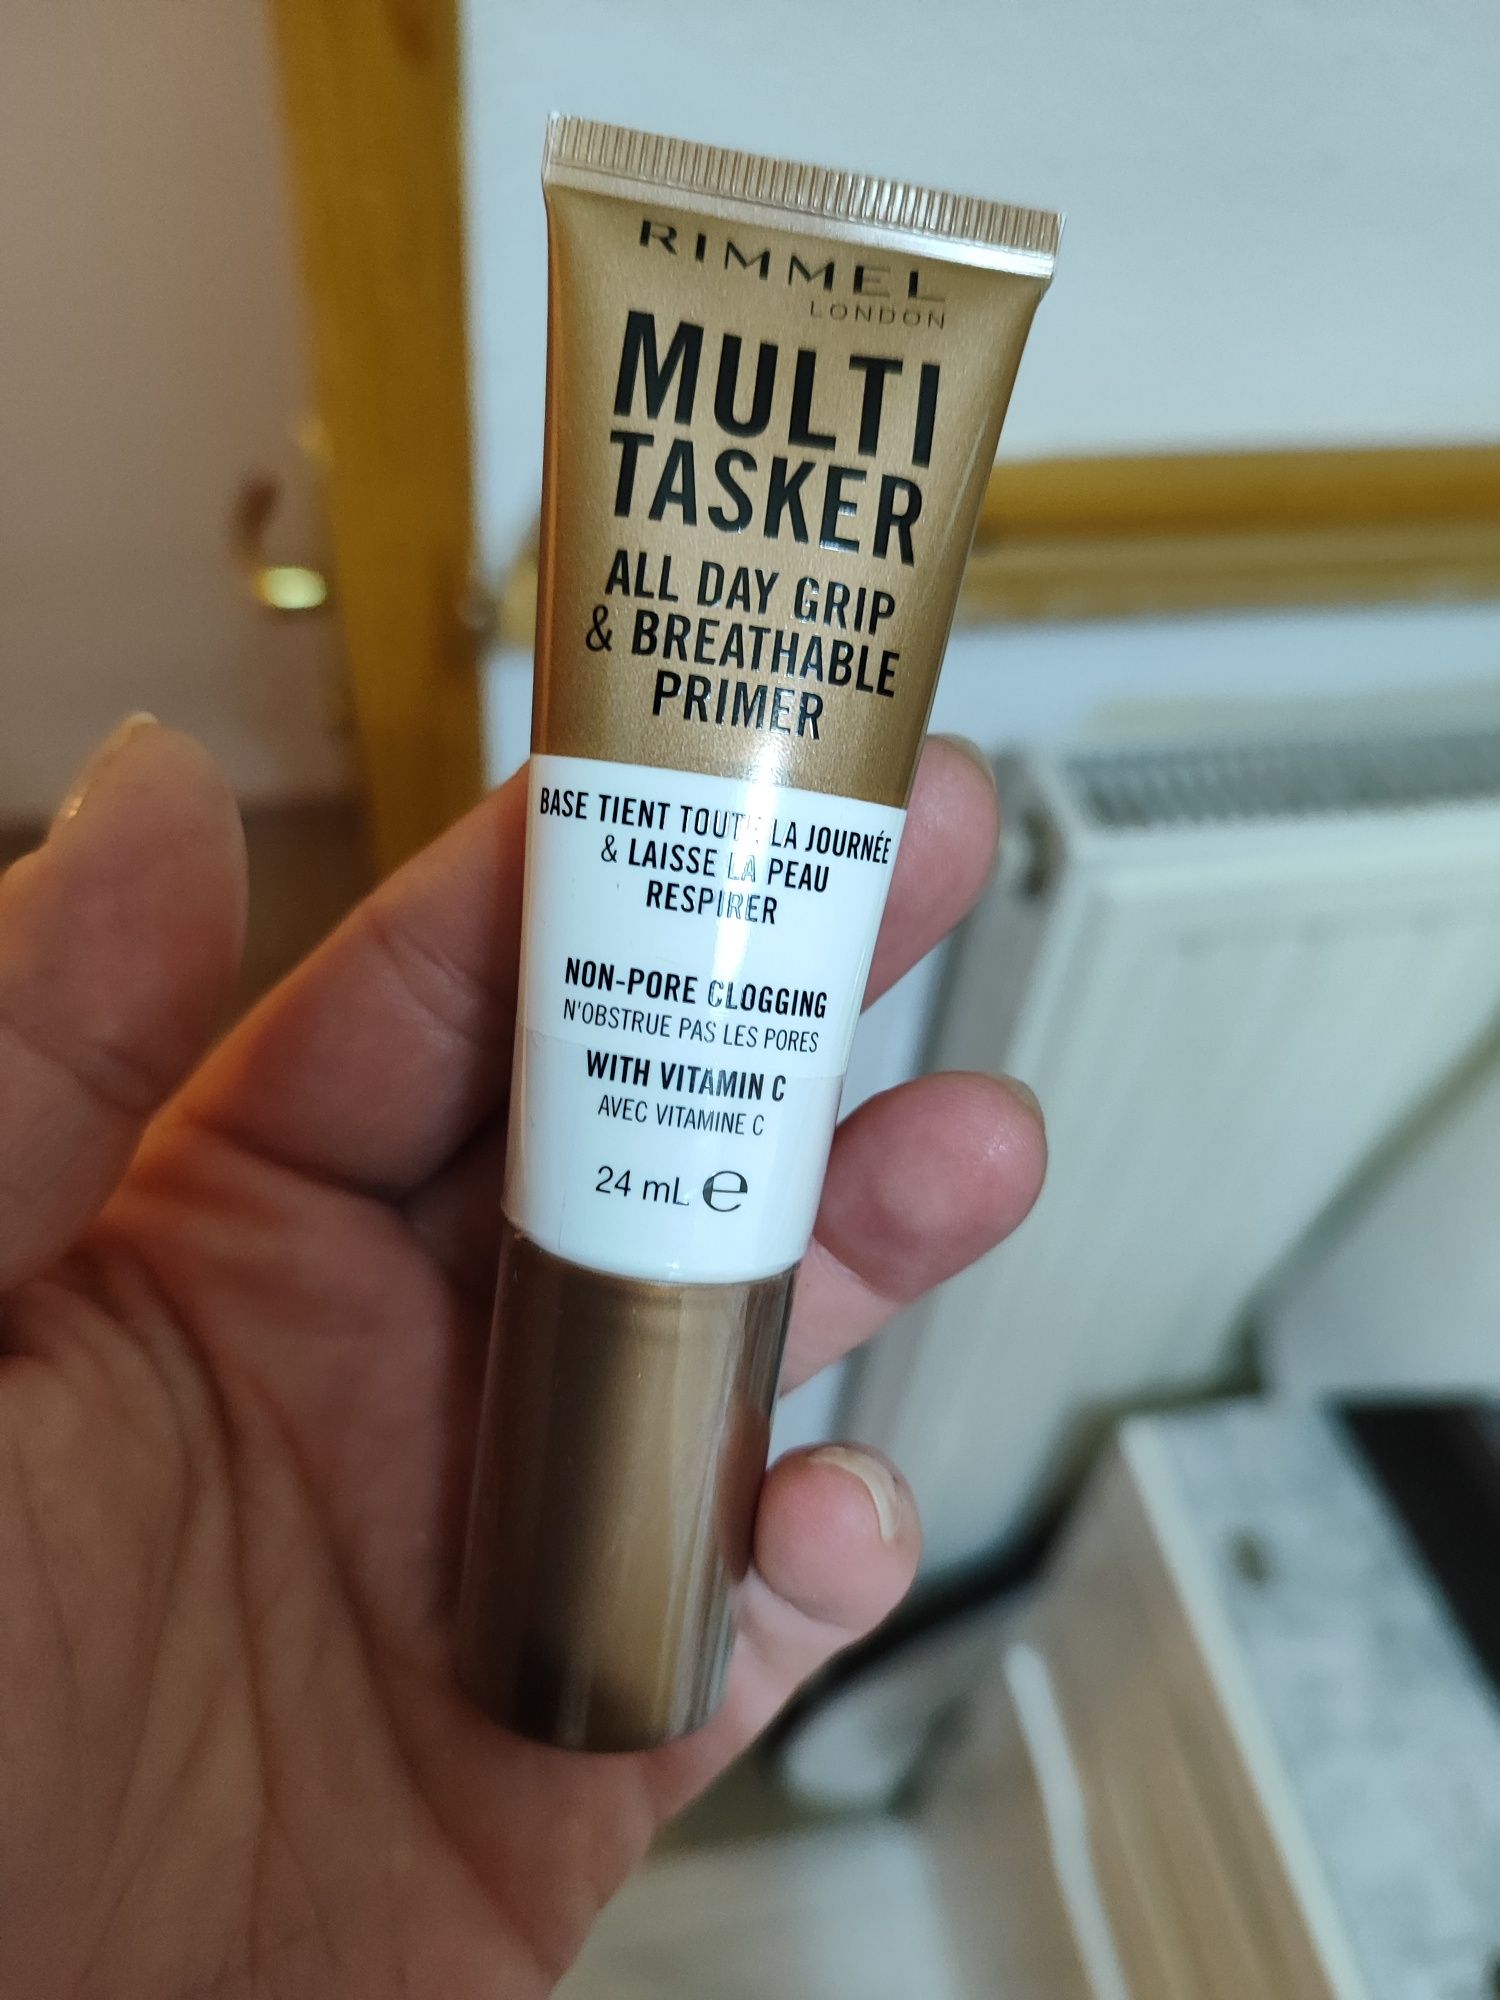 RIMMEL
LONDON
MULTI
TASKER
ALL DAY GRIP
& BREATHABLE
PRIMER
BASE TIENT TOUTE LA JOURNÉE
& LAISSE LA PEAU
RESPIRER
NON-PORE CLOGGING
N'OBSTRUE PAS LES PORES
WITH VITAMIN C
AVEC VITAMINE C
24 mL ℮